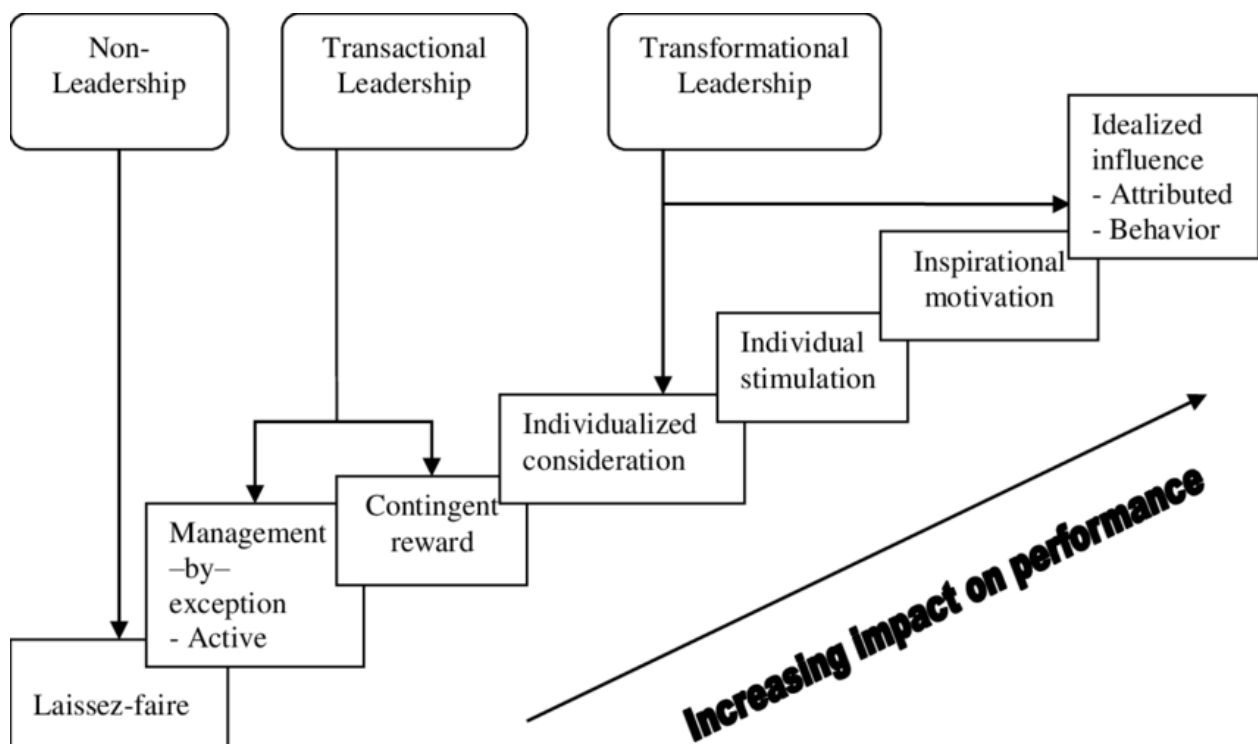 Non-
Leadership
Transactional
Leadership
Transformational
Leadership
Idealized
influence
- Attributed
- Behavior
Inspirational
motivation
Individual
stimulation
Individualized
consideration
Contingent
reward
Management
–by–
exception
- Active
Laissez-faire
Increasing impact on performance